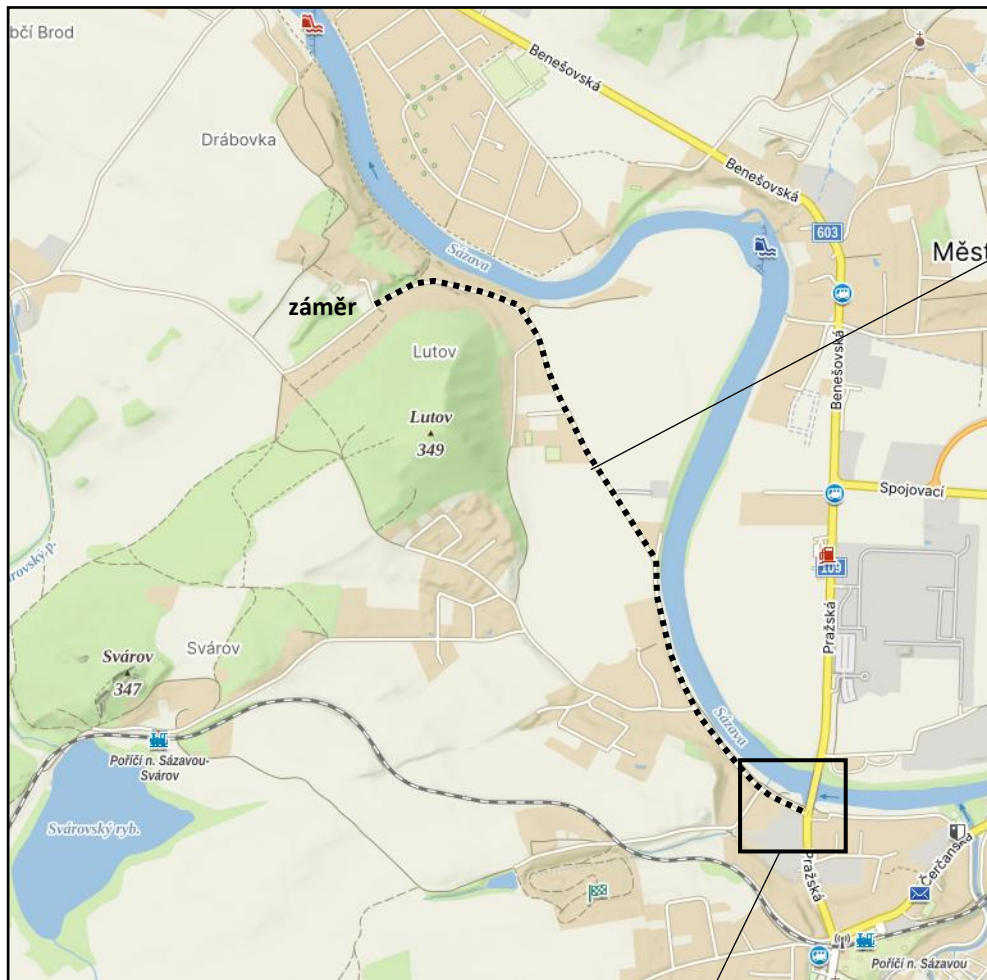 bčí Brod
Benešovská
Drábovka
Benešovská
603
Měst
Sázava
záměr
Benešovská
Lutov
Lutov
349
Spojovací
109
Pražská
rovský p.
Svárov
Svárov
347
Sázava
Poříčí n. Sázavou-
Svárov
Svárovský ryb.
Pražská
Čerčanská
Poříčí n. Sázavou